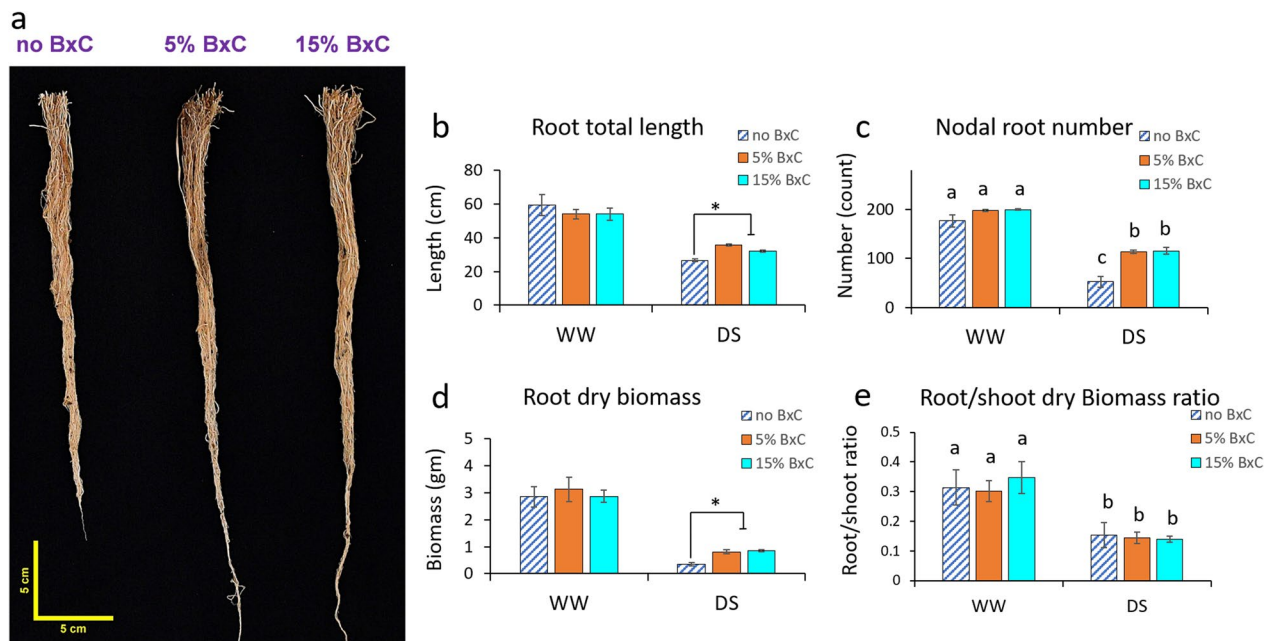 a
no BxC 5% BxC 15% BxC
5 cm
5 cm
b Root total length
no BxC
5% BxC
15% BxC
Length (cm)
80
60
40
20
0
*
WW DS
c Nodal root number
no BxC
5% BxC
15% BxC
Number (count)
200
100
0
a a a
c b b
WW DS
d Root dry biomass
no BxC
5% BxC
15% BxC
Biomass (gm)
5
4
3
2
1
0
*
WW DS
e Root/shoot dry Biomass ratio
no BxC
5% BxC
15% BxC
Root/shoot ratio
0.5
0.4
0.3
0.2
0.1
0
a a a
b b b
WW DS